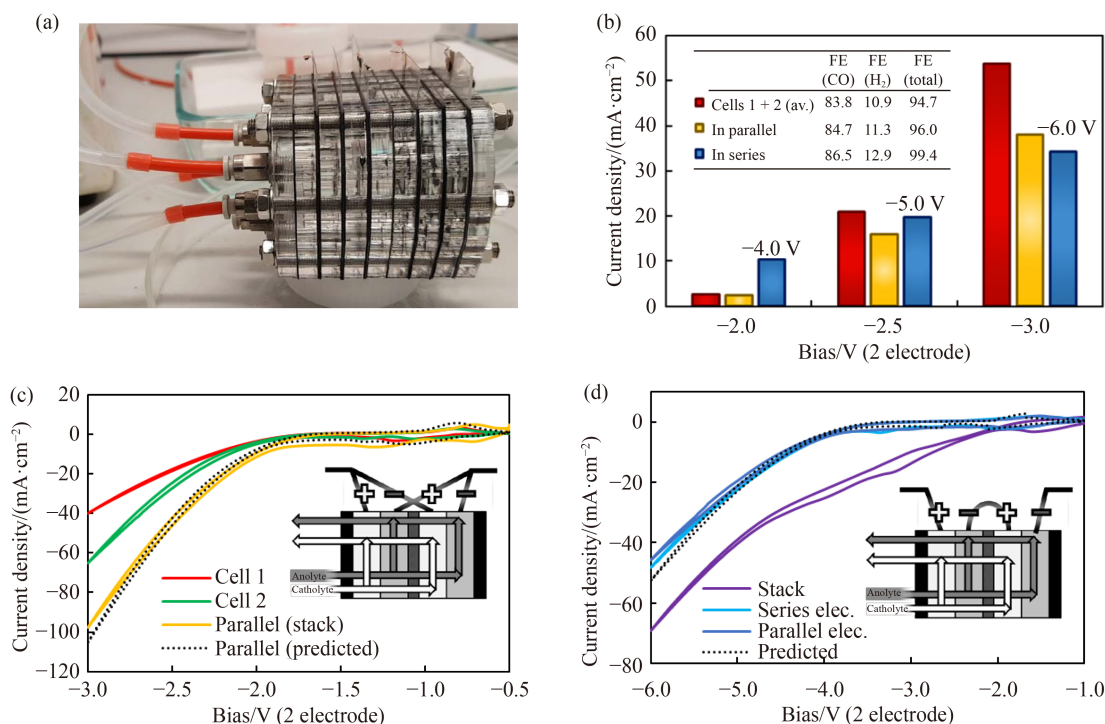 (a)
(b)
Current density/(mA·cm⁻²)
60
50
40
30
20
10
0
FE FE FE
(CO) (H₂) (total)
Cells 1 + 2 (av.) 83.8 10.9 94.7
In parallel 84.7 11.3 96.0
In series 86.5 12.9 99.4
−4.0 V
−5.0 V
−6.0 V
−2.0 −2.5 −3.0
Bias/V (2 electrode)
(c)
Current density/(mA·cm⁻²)
20
0
−20
−40
−60
−80
−100
−120
Anolyte
Catholyte
Cell 1
Cell 2
Parallel (stack)
Parallel (predicted)
−3.0 −2.5 −2.0 −1.5 −1.0 −0.5
Bias/V (2 electrode)
(d)
Current density/(mA·cm⁻²)
0
−20
−40
−60
−80
Anolyte
Catholyte
Stack
Series elec.
Parallel elec.
Predicted
−6.0 −5.0 −4.0 −3.0 −2.0 −1.0
Bias/V (2 electrode)